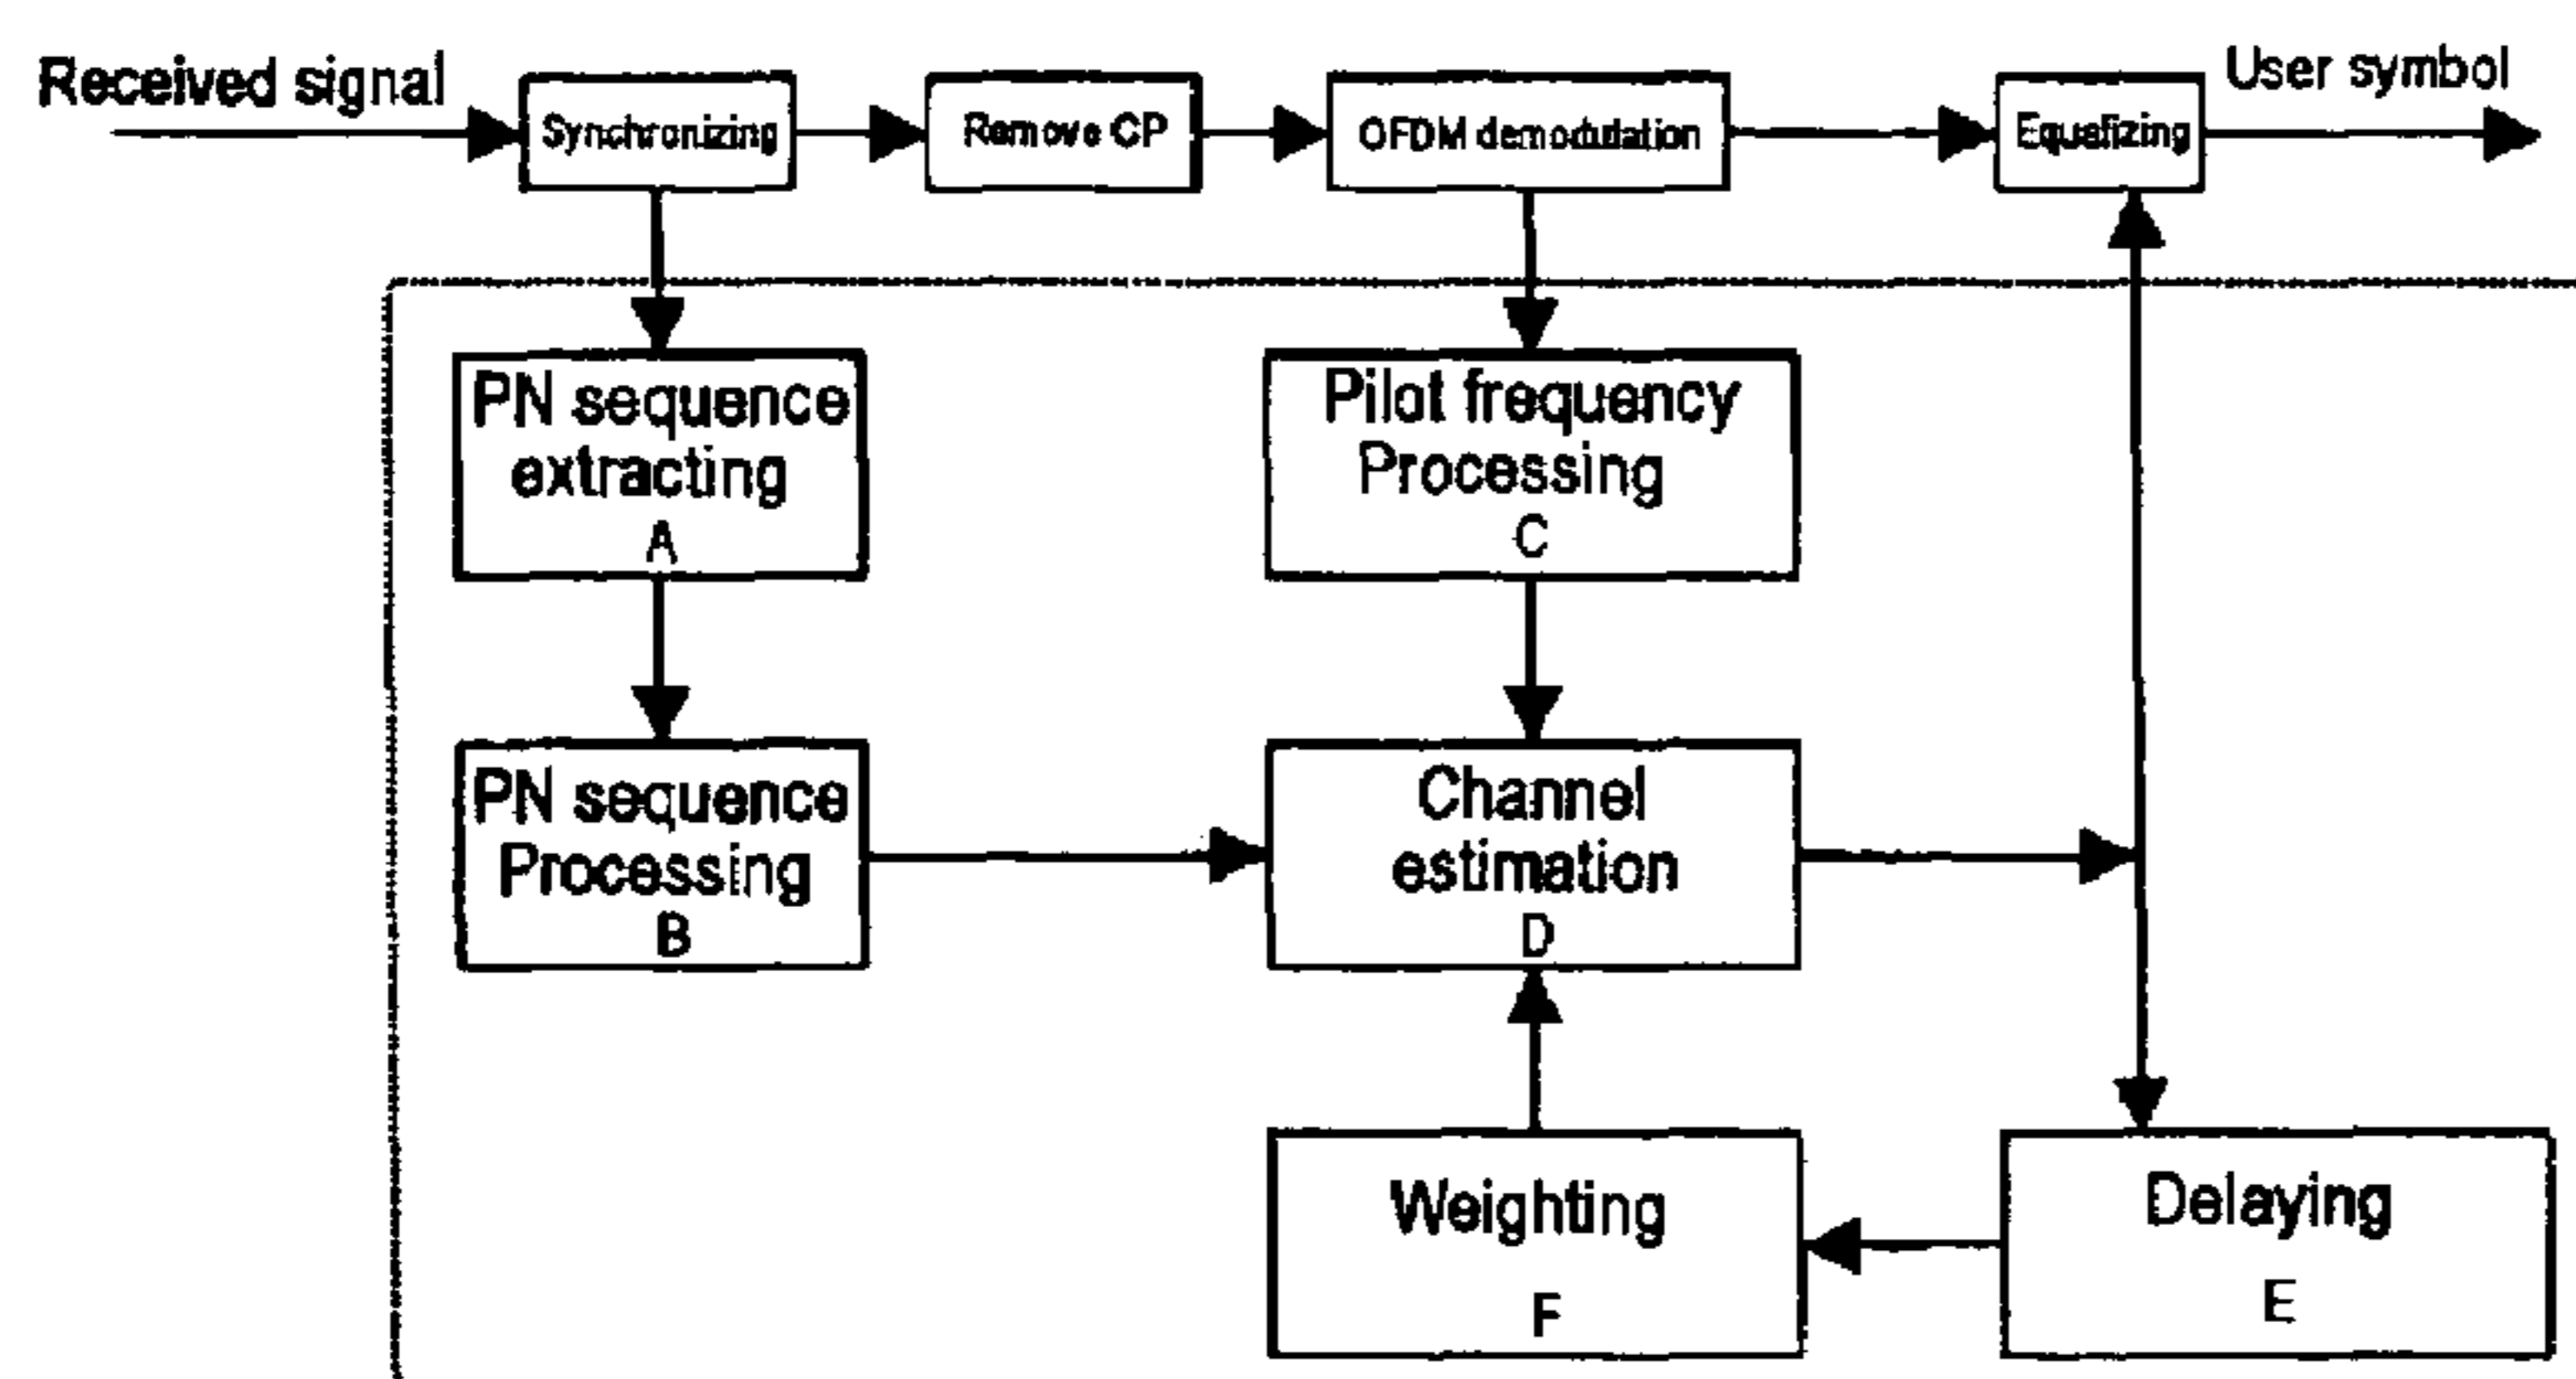 Received signal
Synchronizing
Remove CP
OFDM demodulation
Equalizing
User symbol
PN sequence
extracting
A
Pilot frequency
Processing
C
PN sequence
Processing
B
Channel
estimation
D
Weighting
F
Delaying
E